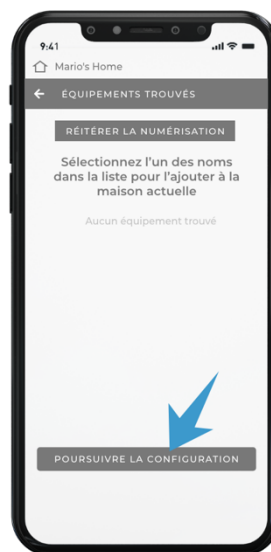 9:41
Mario's Home
ÉQUIPEMENTS TROUVÉS
RÉITÉRER LA NUMÉRISATION
Sélectionnez l'un des noms
dans la liste pour l'ajouter à la
maison actuelle
Aucun équipement trouvé
POURSUIVRE LA CONFIGURATION